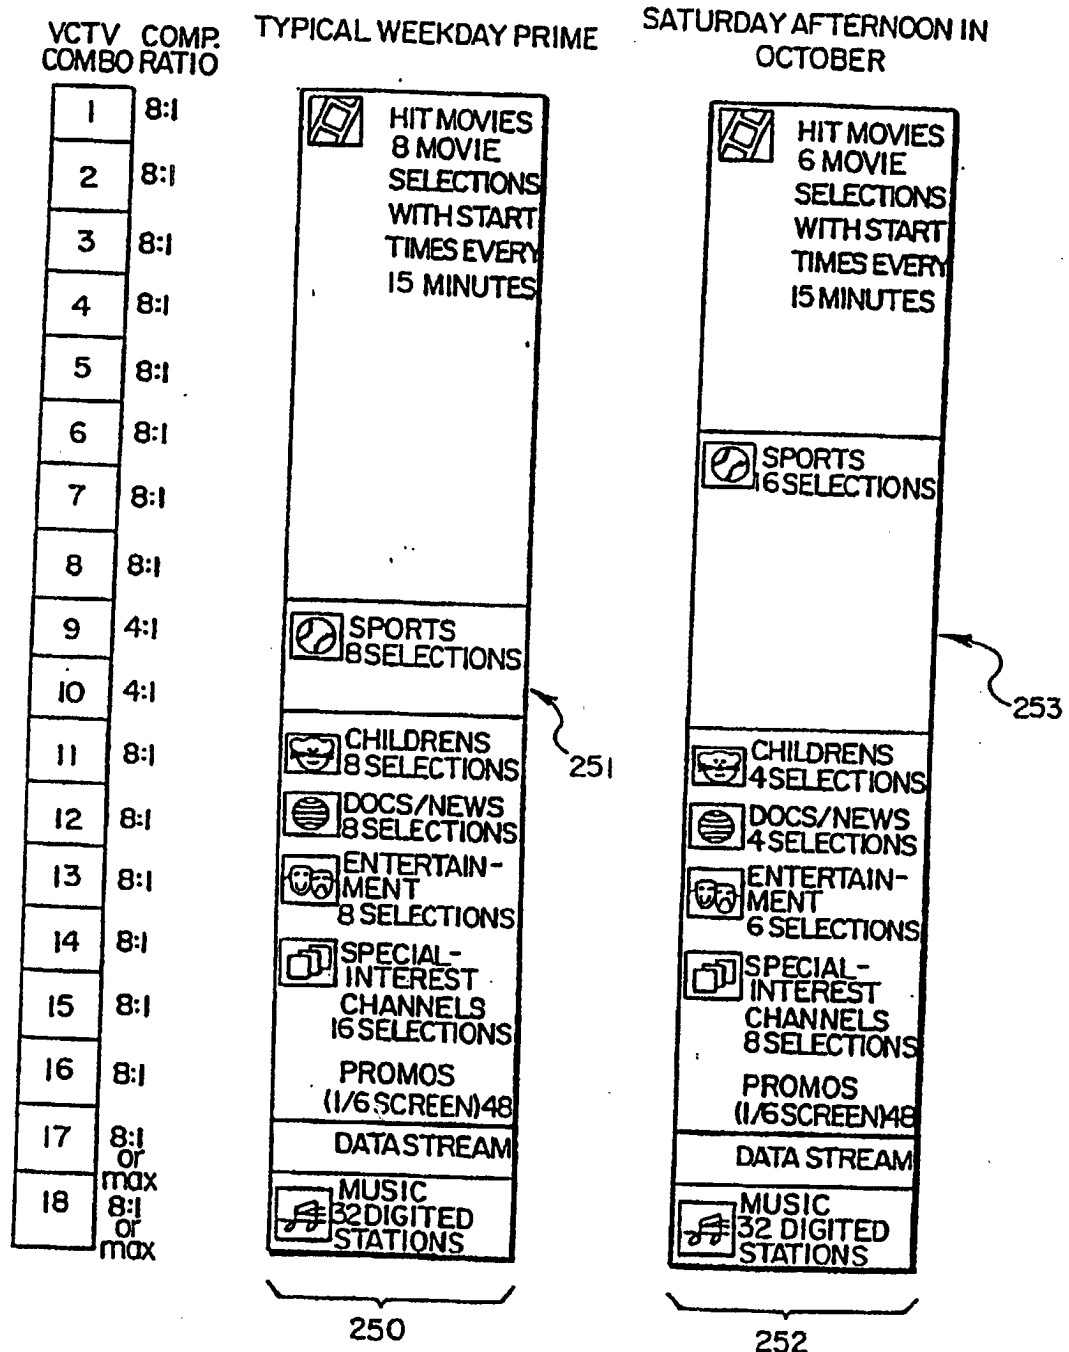 VCTV COMP.
COMBO RATIO
1 8:1
2 8:1
3 8:1
4 8:1
5 8:1
6 8:1
7 8:1
8 8:1
9 4:1
10 4:1
11 8:1
12 8:1
13 8:1
14 8:1
15 8:1
16 8:1
17 8:1
or
max
18 8:1
or
max
TYPICAL WEEKDAY PRIME
HIT MOVIES
8 MOVIE
SELECTIONS
WITH START
TIMES EVERY
15 MINUTES
SPORTS
8 SELECTIONS
251
CHILDRENS
8 SELECTIONS
DOCS/NEWS
8 SELECTIONS
ENTERTAIN-
MENT
8 SELECTIONS
SPECIAL-
INTEREST
CHANNELS
16 SELECTIONS
PROMOS
(1/6 SCREEN) 48
DATA STREAM
MUSIC
32 DIGITED
STATIONS
250
SATURDAY AFTERNOON IN
OCTOBER
HIT MOVIES
6 MOVIE
SELECTIONS
WITH START
TIMES EVERY
15 MINUTES
SPORTS
16 SELECTIONS
253
CHILDRENS
4 SELECTIONS
DOCS/NEWS
4 SELECTIONS
ENTERTAIN-
MENT
6 SELECTIONS
SPECIAL-
INTEREST
CHANNELS
8 SELECTIONS
PROMOS
(1/6 SCREEN) 48
DATA STREAM
MUSIC
32 DIGITED
STATIONS
252